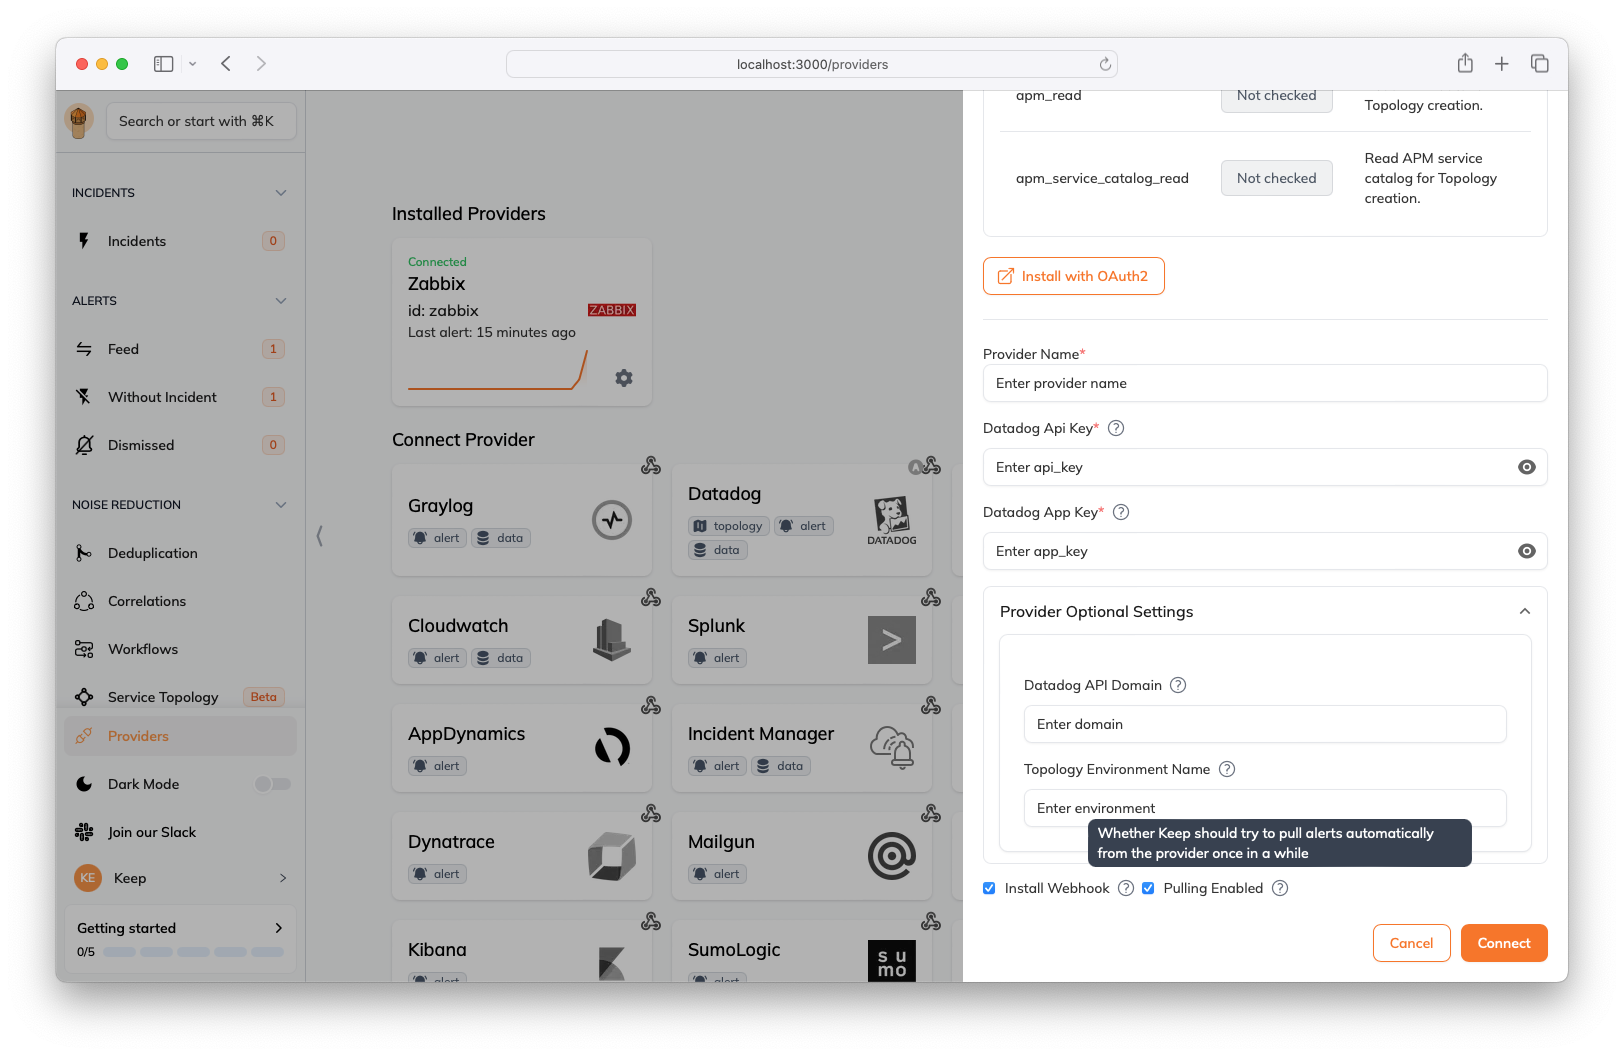 localhost:3000/providers
Search or start with ⌘K
INCIDENTS
Incidents
0
ALERTS
Feed
1
Without Incident
1
Dismissed
0
NOISE REDUCTION
Deduplication
Correlations
Workflows
Service Topology
Beta
Providers
Dark Mode
Join our Slack
KE
Keep
Getting started
0/5
Installed Providers
Connected
Zabbix
id: zabbix
ZABBIX
Last alert: 15 minutes ago
Connect Provider
Graylog
alert
data
A
Datadog
topology
alert
data
DATADOG
Cloudwatch
alert
data
Splunk
alert
AppDynamics
alert
Incident Manager
alert
data
Dynatrace
alert
Mailgun
alert
Kibana
alert
SumoLogic
alert
su
mo
apm_read
Not checked
Topology creation.
apm_service_catalog_read
Not checked
Read APM service
catalog for Topology
creation.
Install with OAuth2
Provider Name*
Enter provider name
Datadog Api Key*
Enter api_key
Datadog App Key*
Enter app_key
Provider Optional Settings
Datadog API Domain
Enter domain
Topology Environment Name
Enter environment
Whether Keep should try to pull alerts automatically
from the provider once in a while
Install Webhook
Pulling Enabled
Cancel
Connect